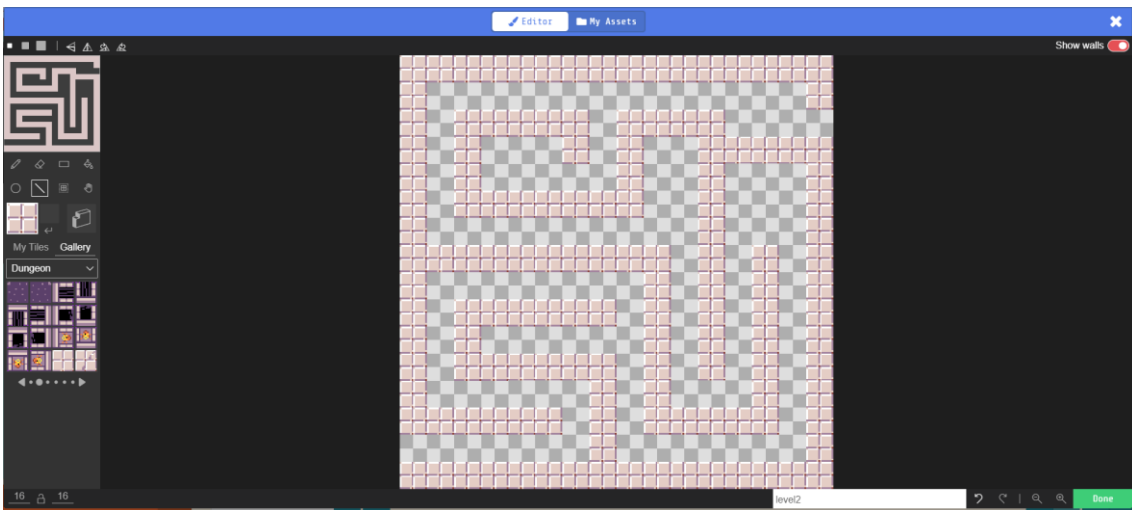 Editor My Assets
Show walls
My Tiles Gallery
Dungeon
16 16
level2
Done